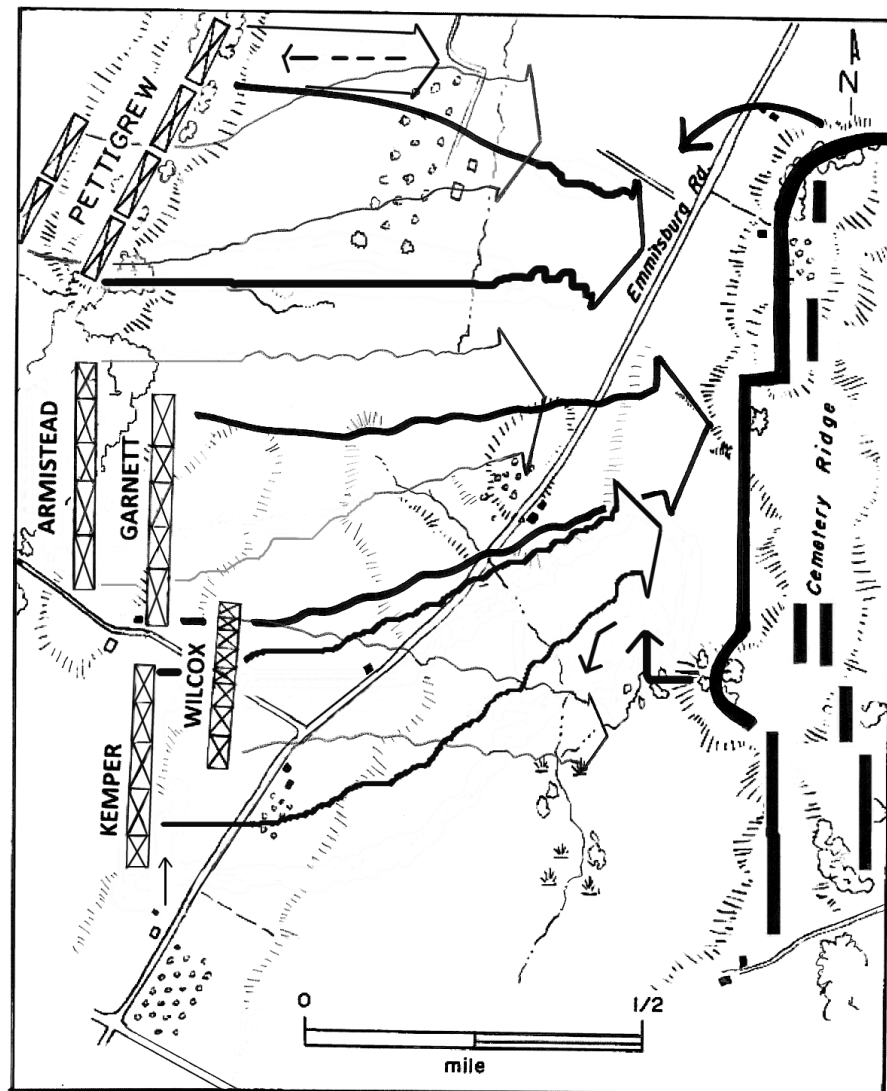 PETTIGREW
N
Emmitsburg Rd.
ARMISTEAD
GARNETT
Cemetery Ridge
WILCOX
KEMPER
0
1/2
mile